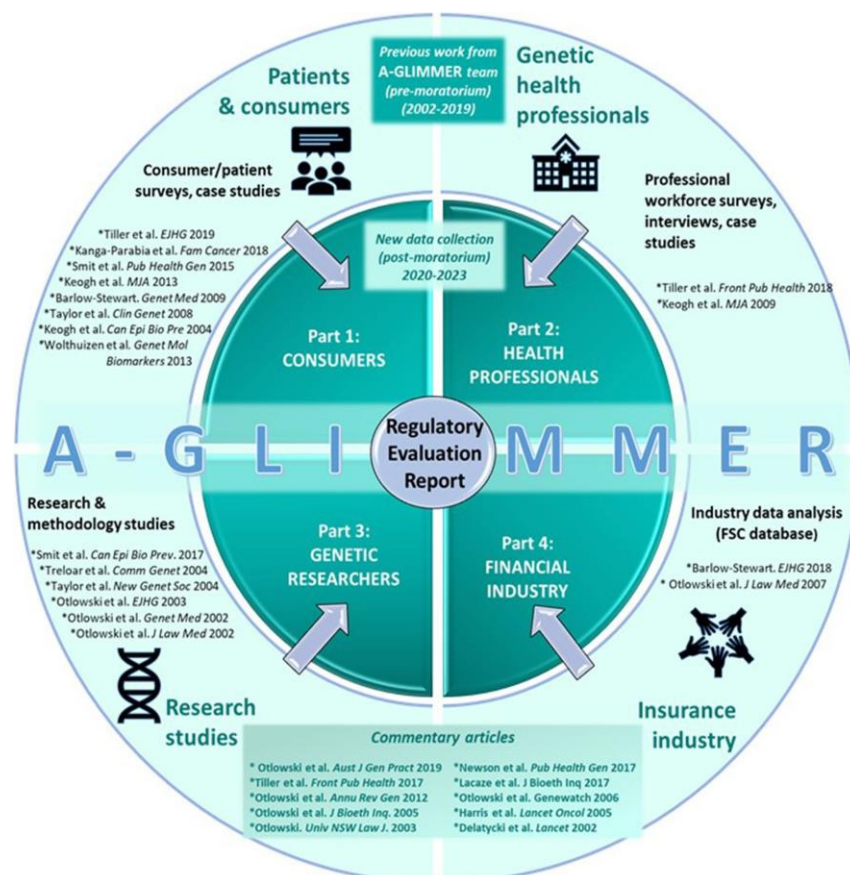 Previous work from
A-GLIMMER team
(pre-moratorium)
(2002-2019)
Patients
& consumers
Consumer/patient
surveys, case studies
*Tiller et al. EJHG 2019
*Kanga-Parabia et al. Fam Cancer 2018
*Smit et al. Pub Health Gen 2015
*Keogh et al. MJA 2013
*Barlow-Stewart. Genet Med 2009
*Taylor et al. Clin Genet 2008
*Keogh et al. Can Epi Bio Pre 2004
*Wolthuizen et al. Genet Mol
Biomarkers 2013
Genetic
health
professionals
Professional
workforce surveys,
interviews, case
studies
*Tiller et al. Front Pub Health 2018
*Keogh et al. MJA 2009
New data collection
(post-moratorium)
2020-2023
Part 1:
CONSUMERS
Part 2:
HEALTH
PROFESSIONALS
A-GLIMMER
Regulatory
Evaluation
Report
Part 3:
GENETIC
RESEARCHERS
Part 4:
FINANCIAL
INDUSTRY
Research &
methodology studies
*Smit et al. Can Epi Bio Prev. 2017
*Treloar et al. Comm Genet 2004
*Taylor et al. New Genet Soc 2004
*Otlowski et al. EJHG 2003
*Otlowski et al. Genet Med 2002
*Otlowski et al. J Law Med 2002
Research
studies
Industry data analysis
(FSC database)
*Barlow-Stewart. EJHG 2018
* Otlowski et al. J Law Med 2007
Insurance
industry
Commentary articles
* Otlowski et al. Aust J Gen Pract 2019
*Tiller et al. Front Pub Health 2017
*Otlowski et al. Annu Rev Gen 2012
*Otlowski et al. J Bioeth Inq. 2005
*Otlowski. Univ NSW Law J. 2003
*Newson et al. Pub Health Gen 2017
*Lacaze et al. J Bioeth Inq 2017
*Otlowski et al. Genewatch 2006
*Harris et al. Lancet Oncol 2005
*Delatycki et al. Lancet 2002